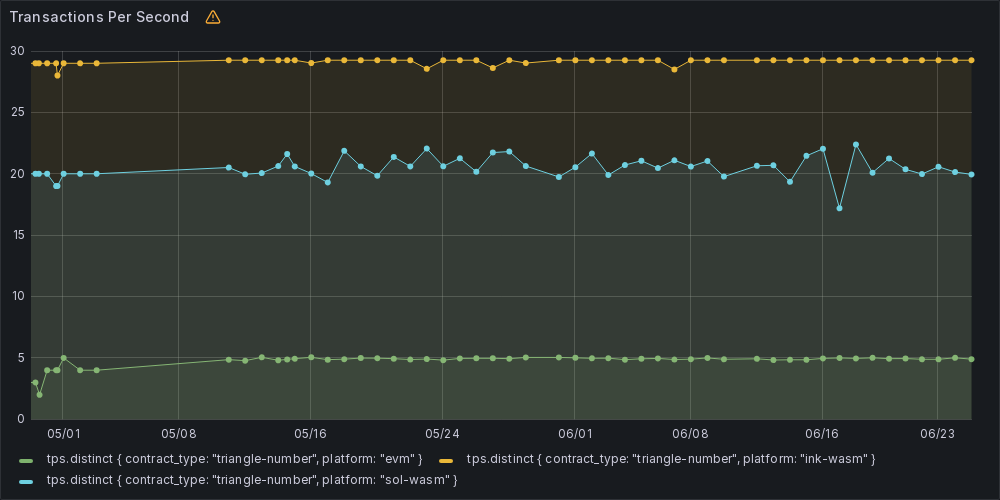 Transactions Per Second
30
25
20
15
10
5
0
05/01 05/08 05/16 05/24 06/01 06/08 06/16 06/23
tps.distinct { contract_type: "triangle-number", platform: "evm" } tps.distinct { contract_type: "triangle-number", platform: "ink-wasm" }
tps.distinct { contract_type: "triangle-number", platform: "sol-wasm" }